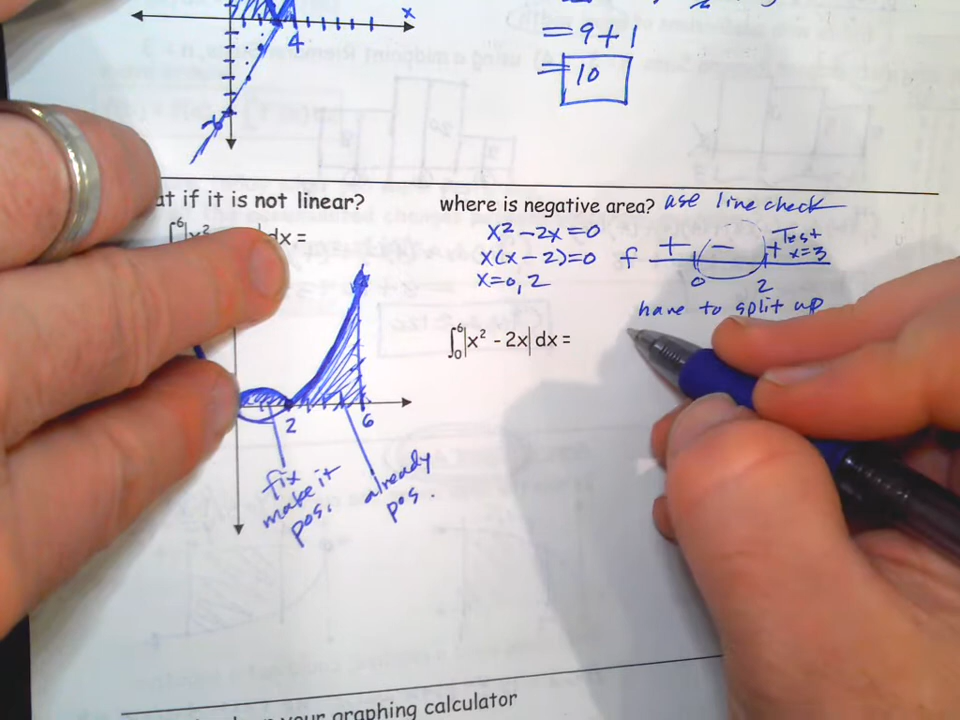 x
4
= 9 + 1
= 10
at if it is not linear?
dx =
2
6
fix
make it
pos.
already
pos.
where is negative area? use line check
x² - 2x = 0
x(x - 2) = 0
x = 0, 2
f + - + Test
x = 3
0 2
have to split up
∫₀⁶|x² - 2x| dx =
your graphing calculator